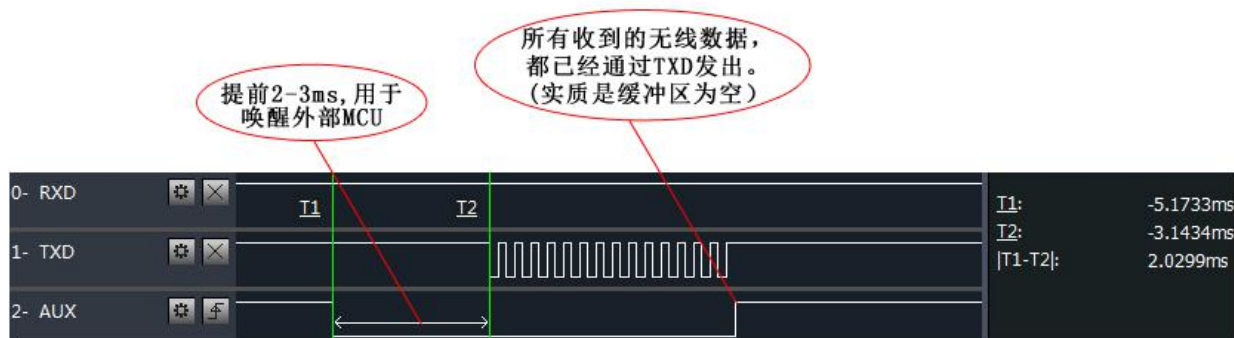 所有收到的无线数据，
都已经通过TXD发出。
(实质是缓冲区为空)
提前2-3ms,用于
唤醒外部MCU
0- RXD
T1
T2
T1:
-5.1733ms
T2:
-3.1434ms
1- TXD
|T1-T2|:
2.0299ms
2- AUX